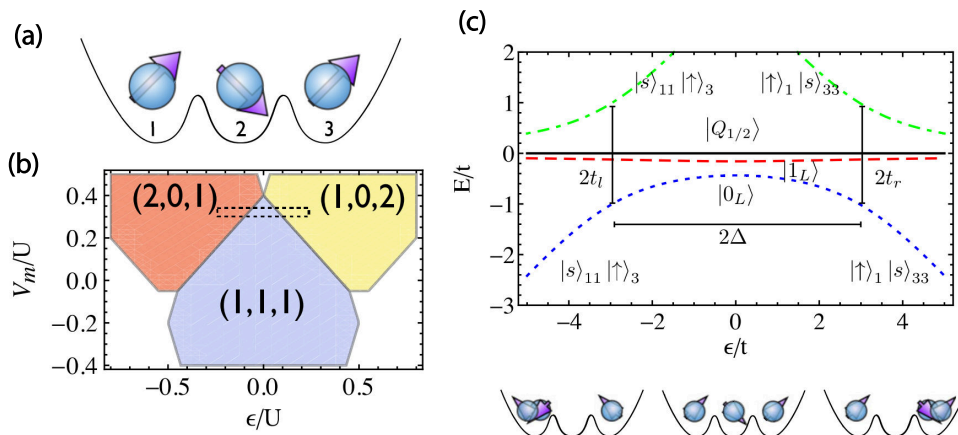 (a)
1 2 3
(b)
V_m/U
0.4
0.2
0.0
−0.2
−0.4
(2,0,1) (1,0,2)
(1,1,1)
−0.5 0.0 0.5
ϵ/U
(c)
E/t
2
1
0
−1
−2
−3
|s⟩₁₁ |↑⟩₃ |↑⟩₁ |s⟩₃₃
|Q₁/₂⟩
2t_l |1_L⟩ 2t_r
|0_L⟩
2Δ
|s⟩₁₁ |↑⟩₃ |↑⟩₁ |s⟩₃₃
−4 −2 0 2 4
ϵ/t